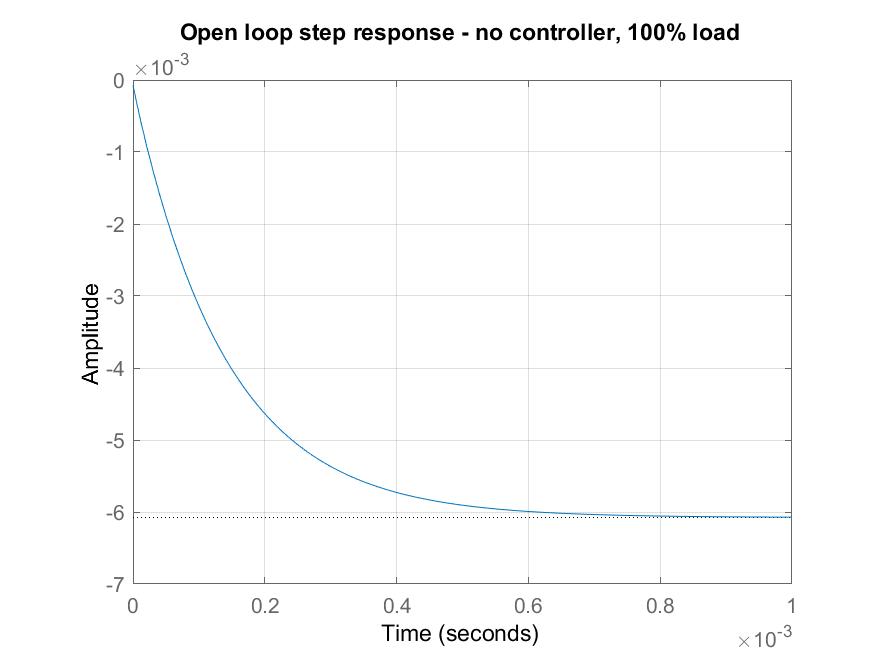 Open loop step response - no controller, 100% load
×10-3
0
-1
-2
-3
-4
-5
-6
-7
Amplitude
0 0.2 0.4 0.6 0.8 1
Time (seconds)
×10-3